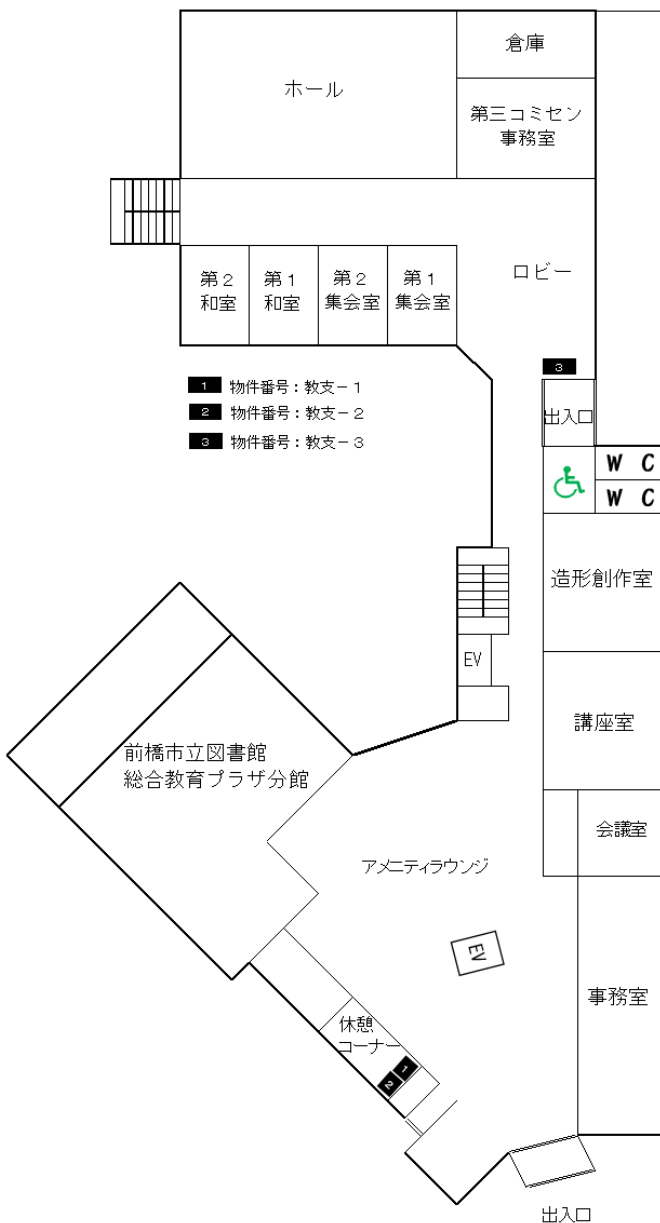 倉庫
ホール
第三コミセン
事務室
ロビー
第２
和室
第１
和室
第２
集会室
第１
集会室
3
1 物件番号：教支－１
2 物件番号：教支－２
3 物件番号：教支－３
出入口
W C
W C
造形創作室
EV
講座室
前橋市立図書館
総合教育プラザ分館
会議室
アメニティラウンジ
EV
事務室
休憩
コーナー
1
2
出入口